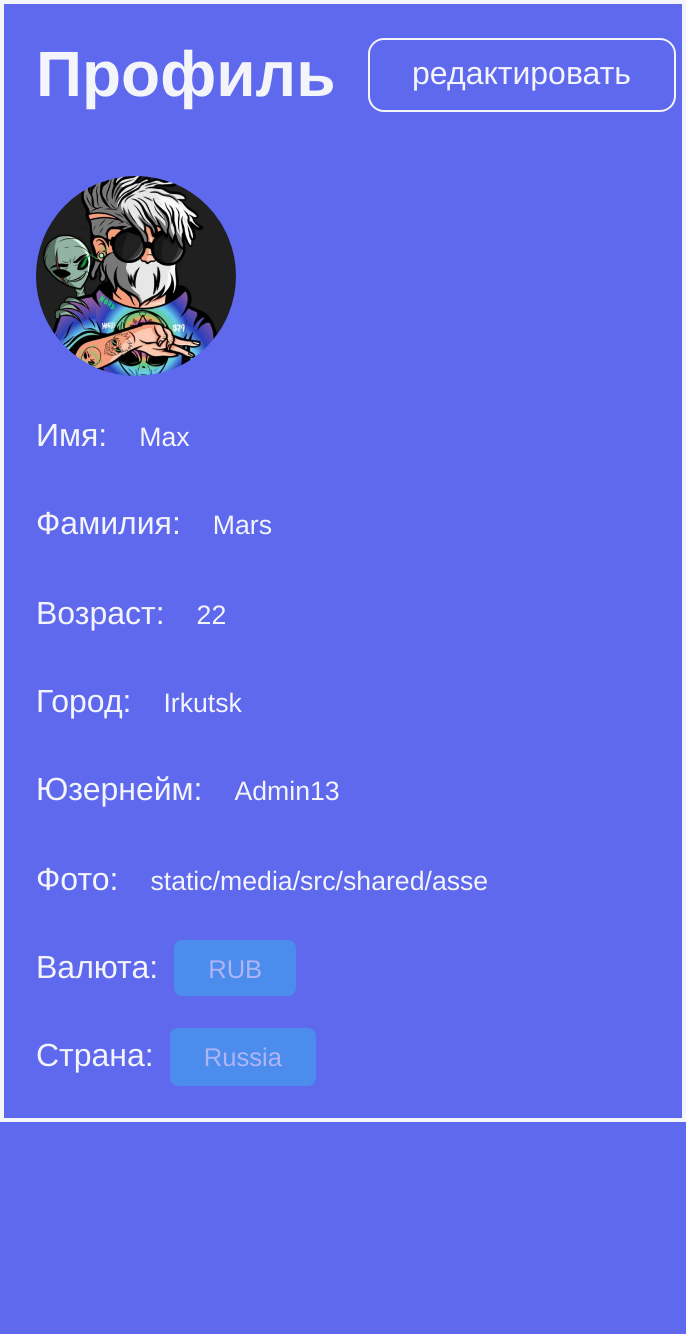 Профиль редактировать
Имя: Max
Фамилия: Mars
Возраст: 22
Город: Irkutsk
Юзернейм: Admin13
Фото: static/media/src/shared/asse
Валюта: RUB
Страна: Russia